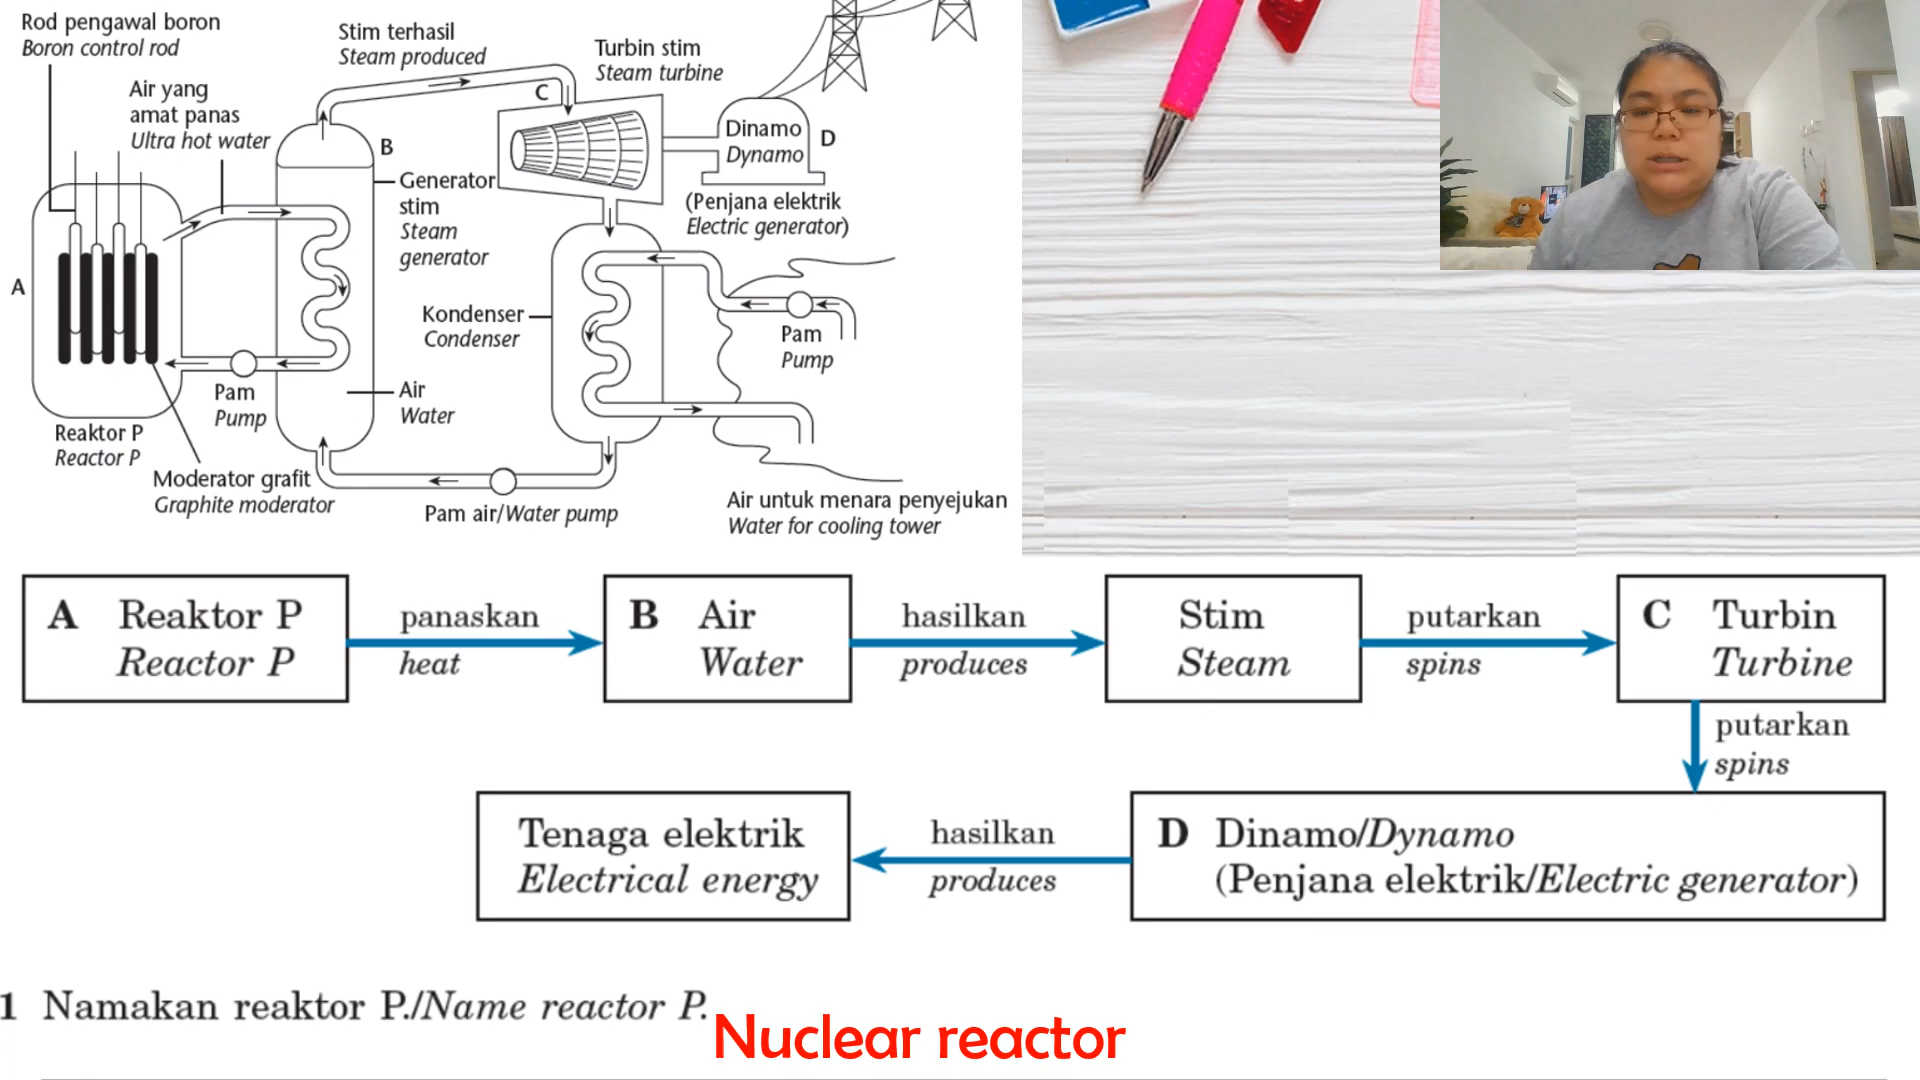 Rod pengawal boron
Boron control rod
Air yang
amat panas
Ultra hot water
Stim terhasil
Steam produced
Turbin stim
Steam turbine
C
B
Dinamo
Dynamo
D
(Penjana elektrik
Electric generator)
Generator
stim
Steam
generator
A
Kondenser
Condenser
Pam
Pump
Pam
Pump
Air
Water
Reaktor P
Reactor P
Moderator grafit
Graphite moderator
Pam air/Water pump
Air untuk menara penyejukan
Water for cooling tower
A Reaktor P
Reactor P
panaskan
heat
B Air
Water
hasilkan
produces
Stim
Steam
putarkan
spins
C Turbin
Turbine
putarkan
spins
D Dinamo/Dynamo
(Penjana elektrik/Electric generator)
hasilkan
produces
Tenaga elektrik
Electrical energy
1 Namakan reaktor P./Name reactor P.
Nuclear reactor